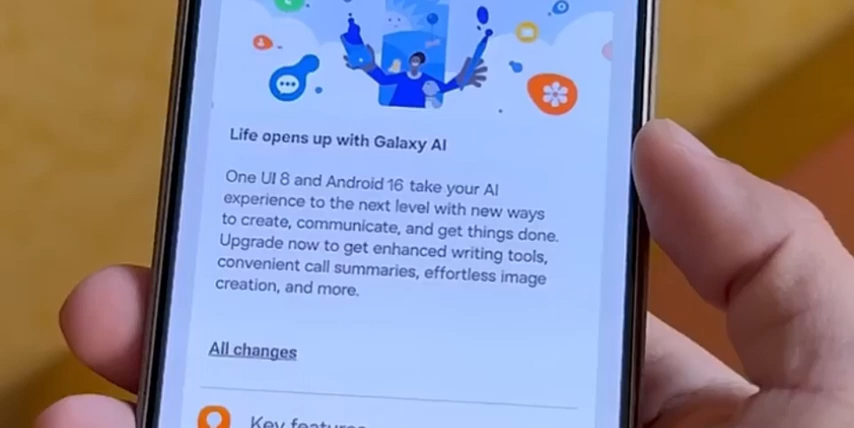 Life opens up with Galaxy AI
One UI 8 and Android 16 take your AI
experience to the next level with new ways
to create, communicate, and get things done.
Upgrade now to get enhanced writing tools,
convenient call summaries, effortless image
creation, and more.
All changes
Key features